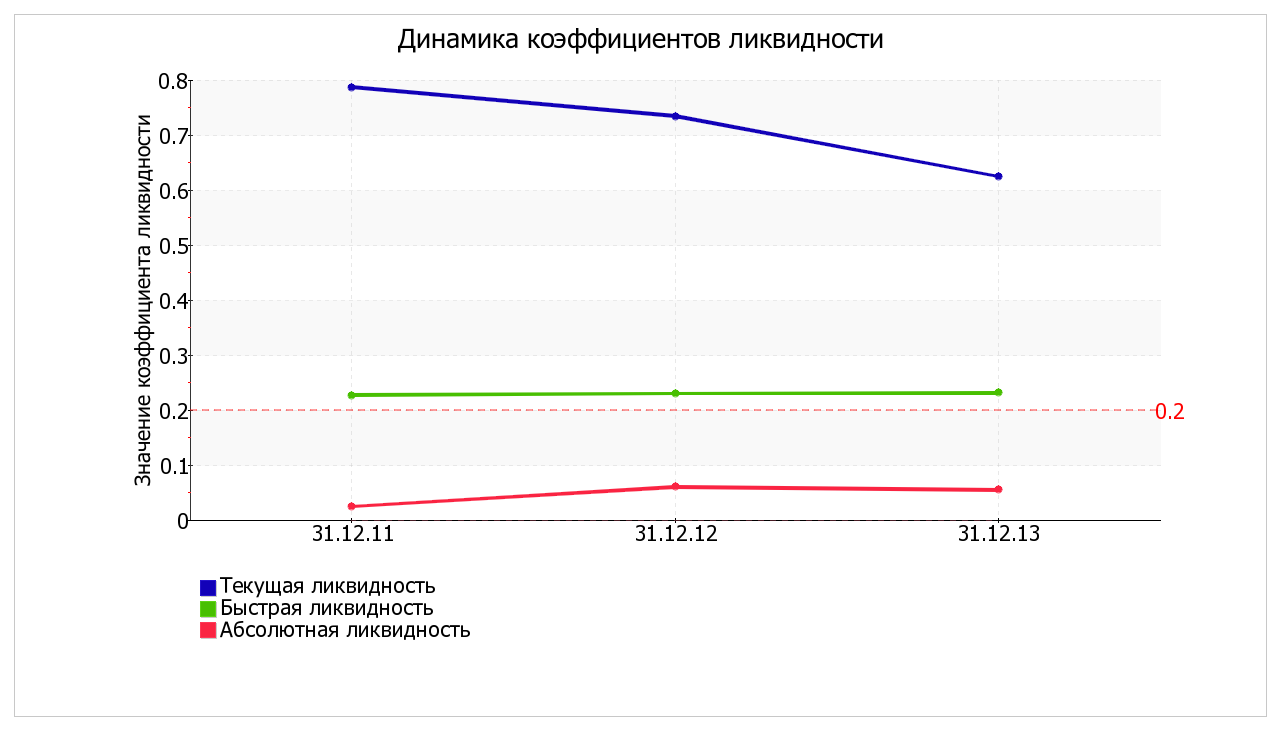 Динамика коэффициентов ликвидности
Значение коэффициента ликвидности
0.8
0.7
0.6
0.5
0.4
0.3
0.2
0.1
0
0.2
31.12.11
31.12.12
31.12.13
Текущая ликвидность
Быстрая ликвидность
Абсолютная ликвидность